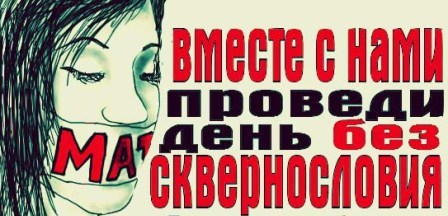 вместе с нами
проведи
день без
сквернословия
МАТ